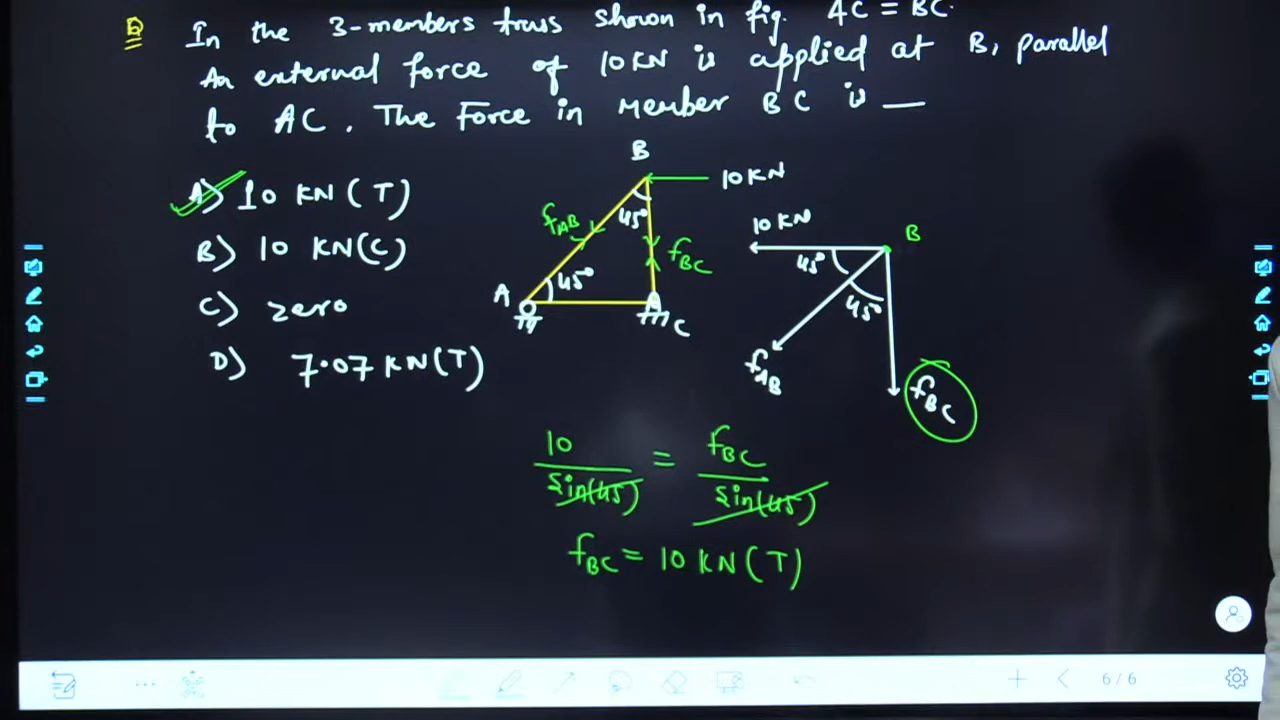 Q In the 3-members truss shown in fig. AC = BC.
An external force of 10 KN is applied at B, parallel
to AC. The Force in Member BC is __
A) 10 KN (T)
B) 10 KN(C)
C) zero
D) 7.07 KN(T)
B
10 KN
45°
fAB
fBC
45°
A
C
10 KN
B
45°
45°
fAB
fBC
10 / sin(45) = fBC / sin(45)
fBC = 10 KN (T)
6/6